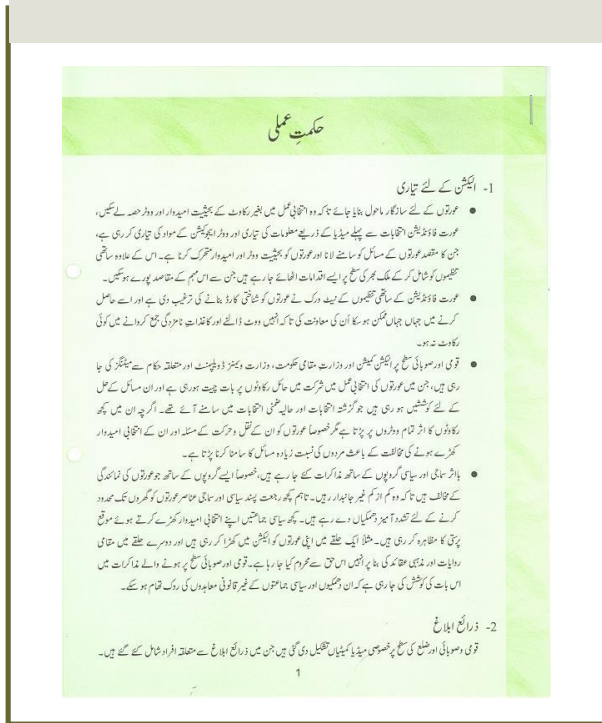 حکمتِ عملی
1- الیکشن کے لئے تیاری
● عورتوں کے لئے سازگار ماحول بنایا جائے تاکہ وہ انتخابی عمل میں بغیر رکاوٹ کے بحیثیت امیدوار اور ووٹر حصہ لے سکیں،
عورت فاؤنڈیشن انتخابات سے پہلے میڈیا کے ذریعے معلومات کی تیاری اور ووٹر ایجوکیشن کے مواد کی تیاری کر رہی ہے،
جن کا مقصد عورتوں کے مسائل کو سامنے لانا اور عورتوں کو بحیثیت ووٹر اور امیدوار متحرک کرنا ہے۔ اس کے علاوہ ساتھی
تنظیموں کو شامل کر کے ملک بھر کی سطح پر ایسے اقدامات اٹھائے جا رہے ہیں جن سے اس مہم کے مقاصد پورے ہو سکیں۔
● عورت فاؤنڈیشن کے ساتھی تنظیموں کے نیٹ ورک نے عورتوں کو شناختی کارڈ بنانے کی ترغیب دی ہے اور اسے حاصل
کرنے میں جہاں جہاں ممکن ہو سکا اُن کی معاونت کی تاکہ انہیں ووٹ ڈالنے اور کاغذاتِ نامزدگی جمع کروانے میں کوئی
رکاوٹ نہ ہو۔
● قومی اور صوبائی سطح پر الیکشن کمیشن اور وزارتِ مقامی حکومت، وزارت ویمنز ڈویلپمنٹ اور متعلقہ حکام سے میٹنگز کی جا
رہی ہیں، جن میں عورتوں کی انتخابی عمل میں شرکت میں حائل رکاوٹوں پر بات چیت ہو رہی ہے اور ان مسائل کے حل
کے لئے کوششیں ہو رہی ہیں جو گزشتہ انتخابات اور حالیہ ضمنی انتخابات میں سامنے آئے تھے۔ اگرچہ ان میں کچھ
رکاوٹوں کا اثر تمام ووٹروں پر پڑتا ہے مگر خصوصاً عورتوں کو ان کے نقل و حرکت کے مسئلہ اور ان کے انتخابی امیدوار
کھڑے ہونے کی مخالفت کے باعث مردوں کی نسبت زیادہ مسائل کا سامنا کرنا پڑتا ہے۔
● بااثر سماجی اور سیاسی گروپوں کے ساتھ مذاکرات کئے جا رہے ہیں، خصوصاً ایسے گروپوں کے ساتھ جو عورتوں کی نمائندگی
کے مخالف ہیں تاکہ وہ کم از کم غیر جانبدار رہیں۔ تاہم کچھ رجعت پسند سیاسی اور سماجی عناصر عورتوں کو گھروں تک محدود
کرنے کے لئے تشدد آمیز دھمکیاں دے رہے ہیں۔ کچھ سیاسی جماعتیں اپنے انتخابی امیدوار کھڑے کرتے ہوئے موقع
پرستی کا مظاہرہ کر رہی ہیں۔ مثلاً ایک حلقے میں اپنی عورتوں کو الیکشن میں کھڑا کر رہی ہیں اور دوسرے حلقے میں مقامی
روایات اور مذہبی عقائد کی بنا پر انہیں اس حق سے محروم کیا جا رہا ہے۔ قومی اور صوبائی سطح پر ہونے والے مذاکرات میں
اس بات کی کوشش کی جا رہی ہے کہ ان دھمکیوں اور سیاسی جماعتوں کے غیر قانونی معاہدوں کی روک تھام ہو سکے۔
2- ذرائع ابلاغ
قومی و صوبائی اور ضلع کی سطح پر خصوصی میڈیا کمیٹیاں تشکیل دی گئی ہیں جن میں ذرائع ابلاغ سے متعلقہ افراد شامل کئے گئے ہیں۔
1